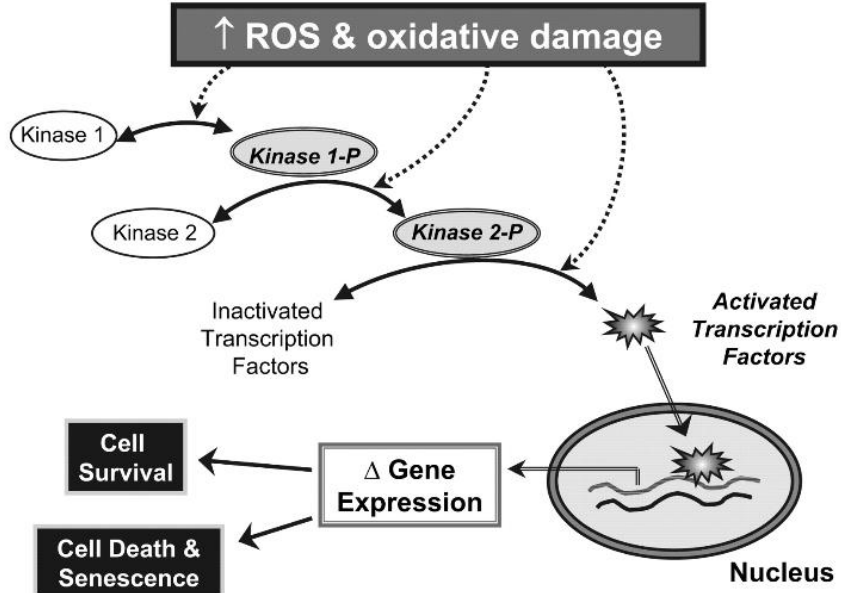 ↑ ROS & oxidative damage
Kinase 1
Kinase 1-P
Kinase 2
Kinase 2-P
Inactivated
Transcription
Factors
Activated
Transcription
Factors
Cell
Survival
Δ Gene
Expression
Cell Death &
Senescence
Nucleus